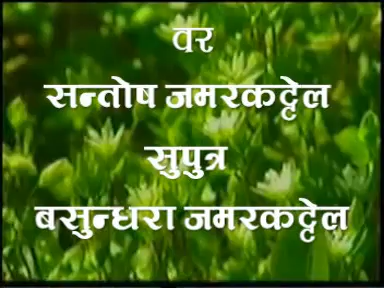 वर
सन्तोष जमरकट्टेल
सुपुत्र
बसुन्धरा जमरकट्टेल